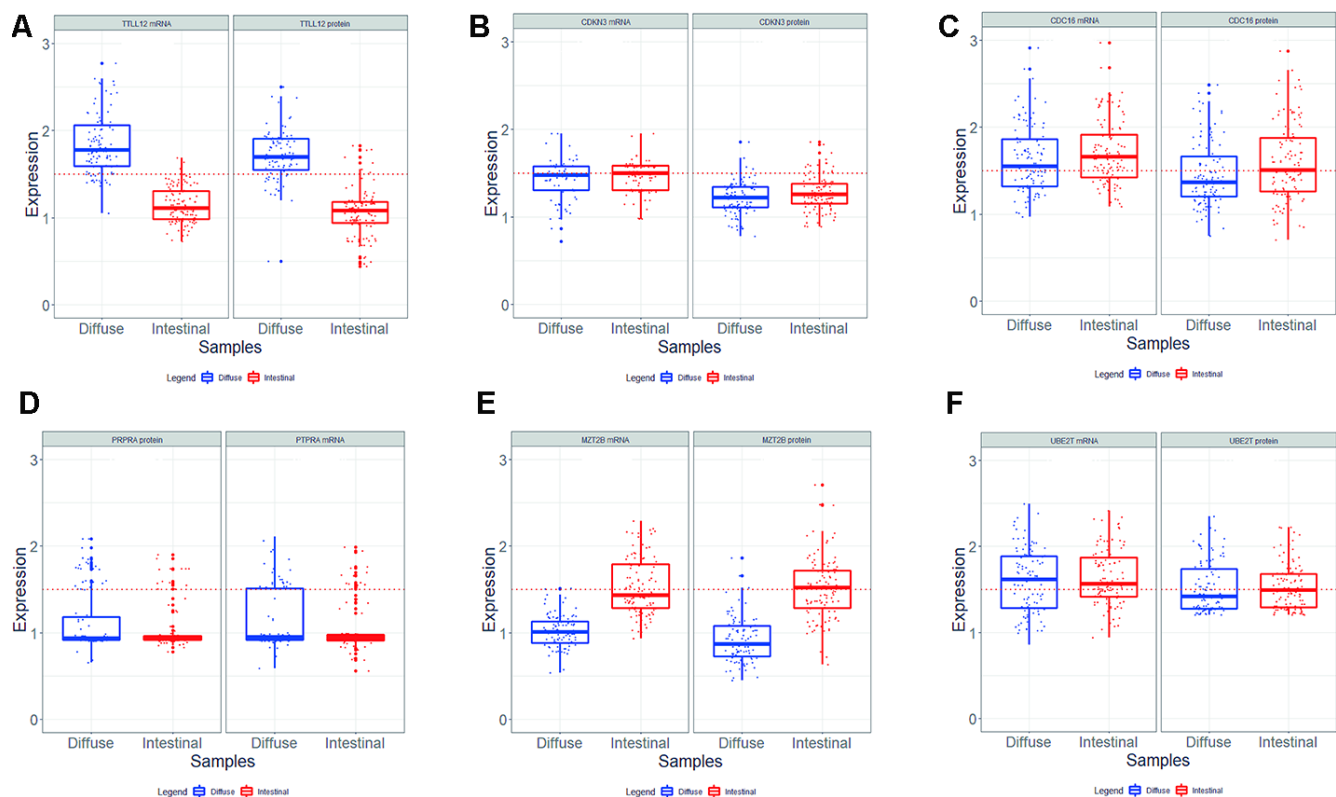 A
TTLL12 mRNA TTLL12 protein
3
2
1
0
Expression
Diffuse Intestinal Diffuse Intestinal
Samples
Legend Diffuse Intestinal
B
CDKN3 mRNA CDKN3 protein
3
2
1
0
Expression
Diffuse Intestinal Diffuse Intestinal
Samples
Legend Diffuse Intestinal
C
CDC16 mRNA CDC16 protein
3
2
1
0
Expression
Diffuse Intestinal Diffuse Intestinal
Samples
Legend Diffuse Intestinal
D
PRPRA protein PTPRA mRNA
3
2
1
0
Expression
Diffuse Intestinal Diffuse Intestinal
Samples
Legend Diffuse Intestinal
E
MZT2B mRNA MZT2B protein
3
2
1
0
Expression
Diffuse Intestinal Diffuse Intestinal
Samples
Legend Diffuse Intestinal
F
UBE2T mRNA UBE2T protein
3
2
1
0
Expression
Diffuse Intestinal Diffuse Intestinal
Samples
Legend Diffuse Intestinal